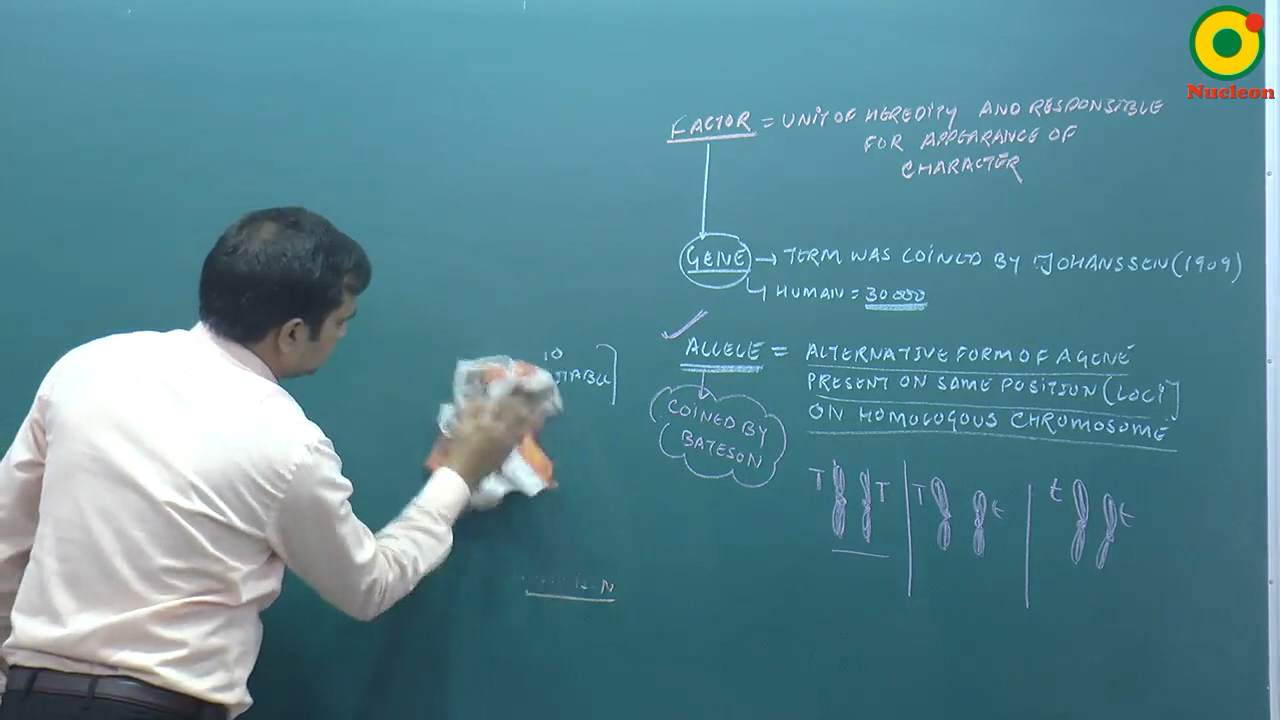 Nucleon
FACTOR = UNIT OF HEREDITY AND RESPONSIBLE
FOR APPEARANCE OF
CHARACTER
GENE → TERM WAS COINED BY JOHANSSEN (1909)
HUMAN = 30000
ALLELE = ALTERNATIVE FORM OF A GENE
PRESENT ON SAME POSITION (LOCI)
ON HOMOLOGOUS CHROMOSOME
COINED BY
BATESON
T T T t t t
10